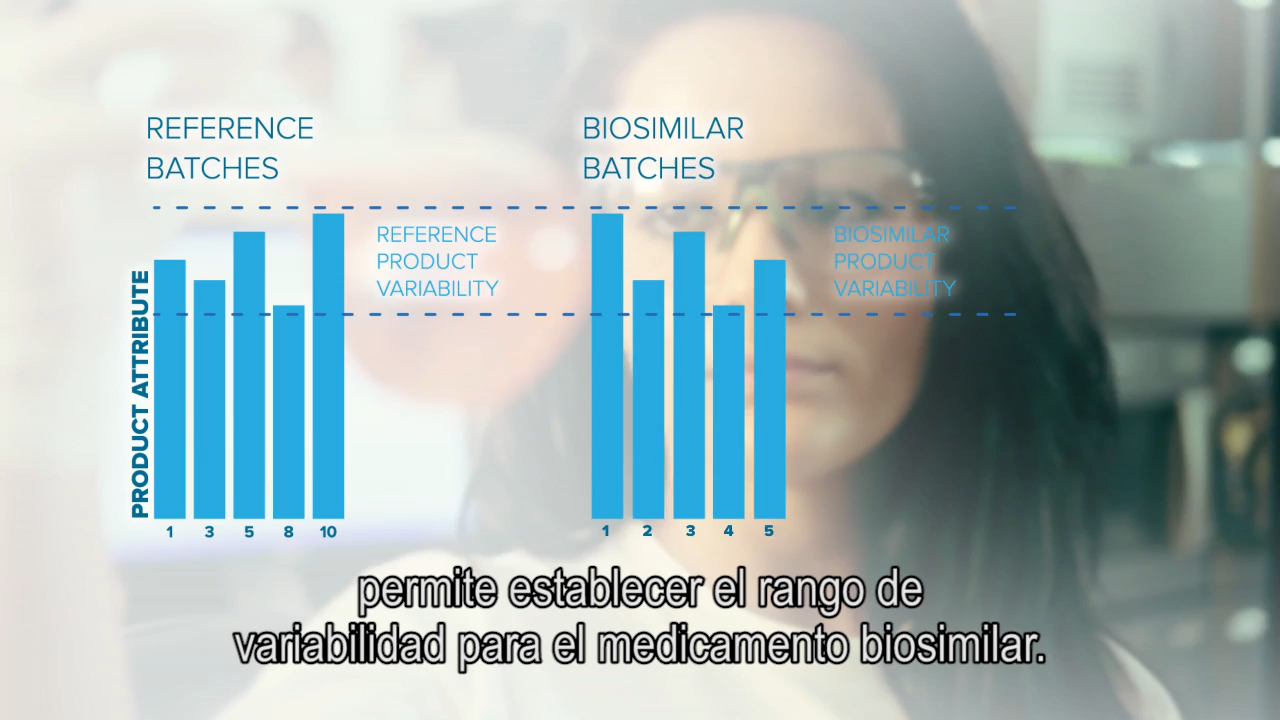 REFERENCE
BATCHES
BIOSIMILAR
BATCHES
REFERENCE
PRODUCT
VARIABILITY
BIOSIMILAR
PRODUCT
VARIABILITY
PRODUCT ATTRIBUTE
1 3 5 8 10
1 2 3 4 5
permite establecer el rango de
variabilidad para el medicamento biosimilar.